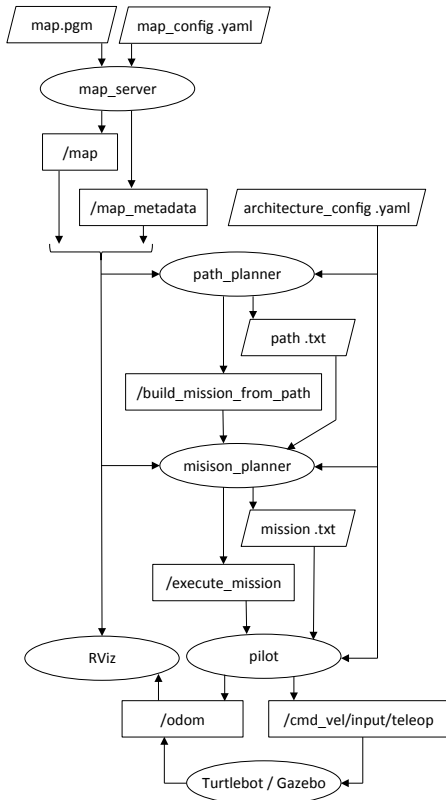 map.pgm
map_config .yaml
map_server
/map
/map_metadata
architecture_config .yaml
path_planner
path .txt
/build_mission_from_path
misison_planner
mission .txt
/execute_mission
RViz
pilot
/odom
/cmd_vel/input/teleop
Turtlebot / Gazebo